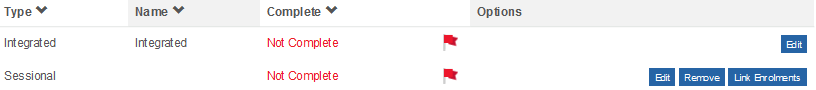 Type Name Complete Options
Integrated Integrated Not Complete Edit
Sessional Not Complete Edit Remove Link Enrolments